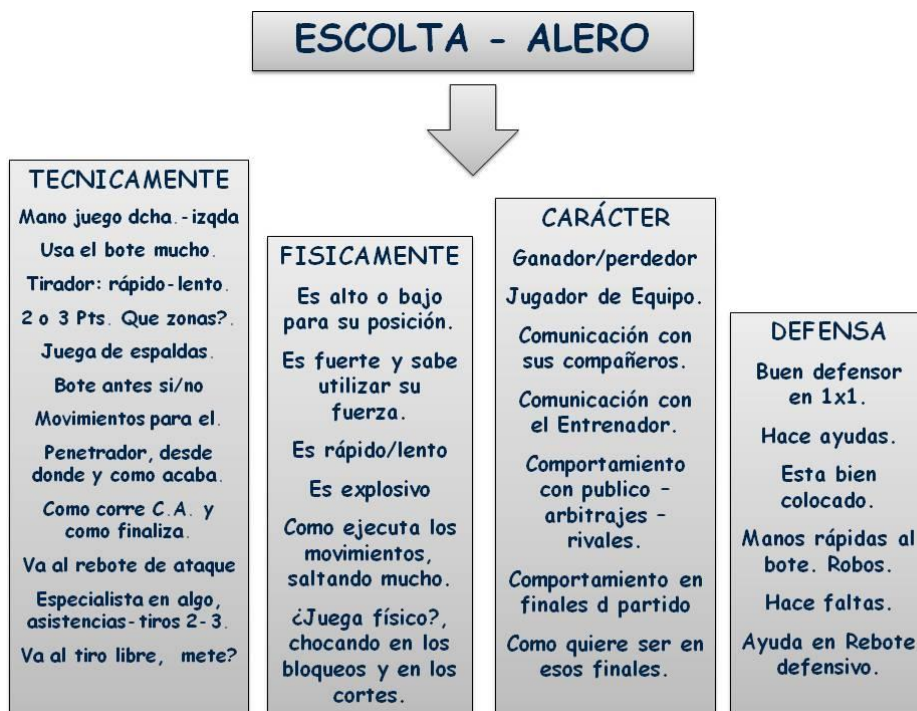 ESCOLTA - ALERO
TECNICAMENTE
Mano juego dcha.-izqda
Usa el bote mucho.
Tirador: rápido-lento.
2 o 3 Pts. Que zonas?.
Juega de espaldas.
Bote antes si/no
Movimientos para el.
Penetrador, desde
donde y como acaba.
Como corre C.A. y
como finaliza.
Va al rebote de ataque
Especialista en algo,
asistencias-tiros 2-3.
Va al tiro libre, mete?
FISICAMENTE
Es alto o bajo
para su posición.
Es fuerte y sabe
utilizar su
fuerza.
Es rápido/lento
Es explosivo
Como ejecuta los
movimientos,
saltando mucho.
¿Juega físico?,
chocando en los
bloqueos y en los
cortes.
CARÁCTER
Ganador/perdedor
Jugador de Equipo.
Comunicación con
sus compañeros.
Comunicación con
el Entrenador.
Comportamiento
con publico -
arbitrajes -
rivales.
Comportamiento en
finales d partido
Como quiere ser en
esos finales.
DEFENSA
Buen defensor
en 1x1.
Hace ayudas.
Esta bien
colocado.
Manos rápidas al
bote. Robos.
Hace faltas.
Ayuda en Rebote
defensivo.